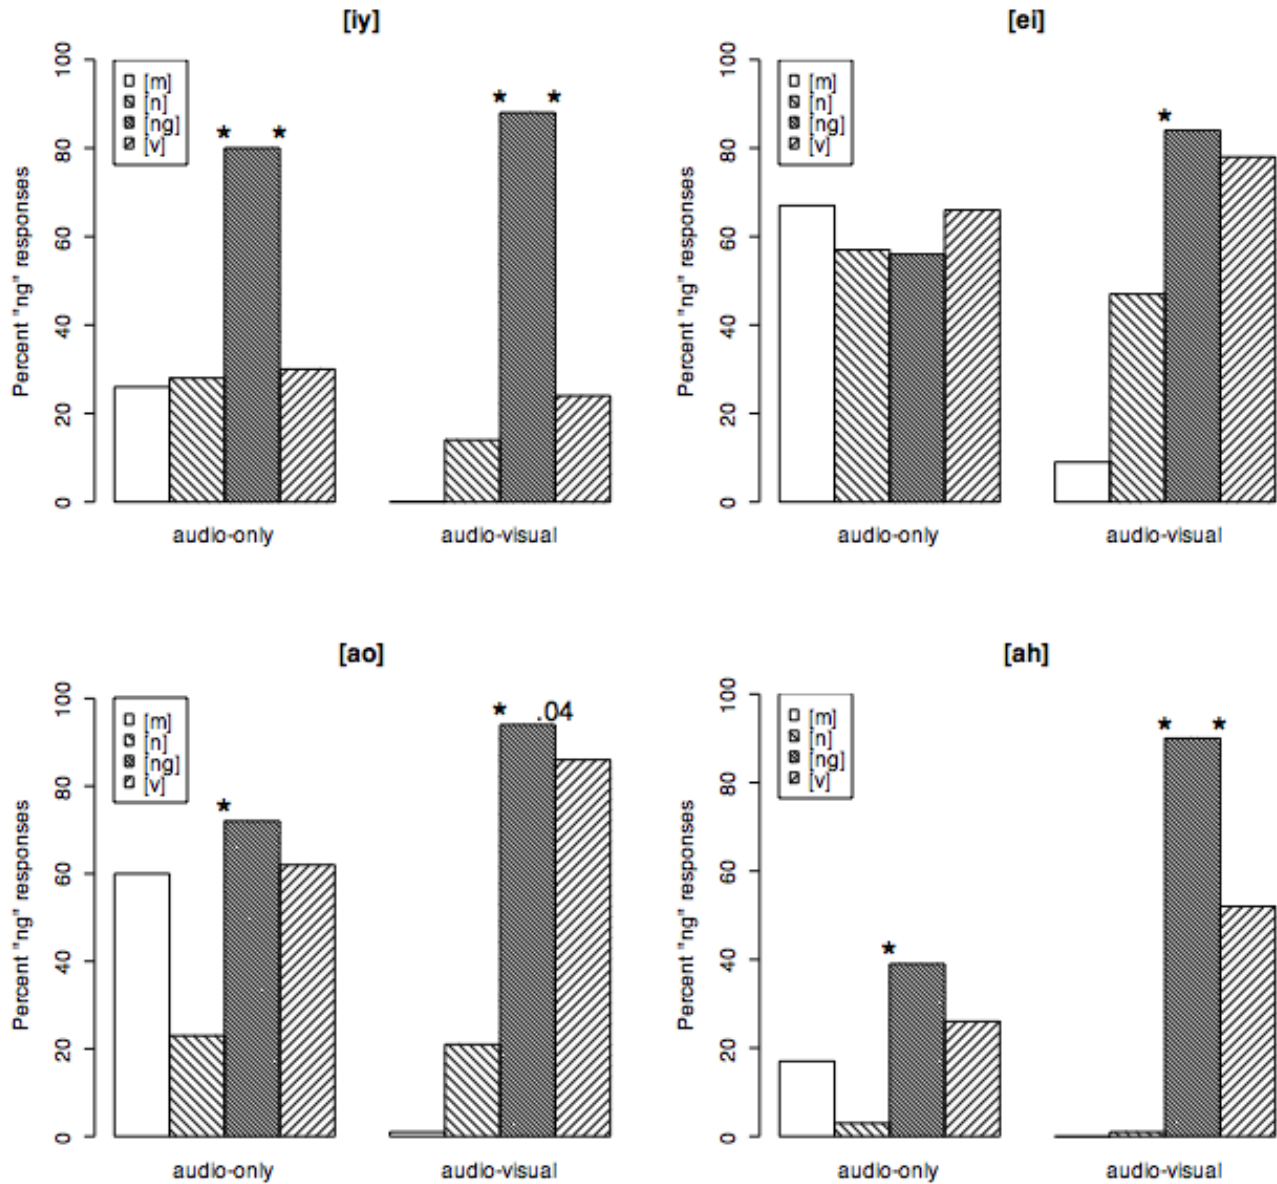 [iy]
Percent "ng" responses
100
80
60
40
20
0
[m]
[n]
[ng]
[v]
* *
* *
audio-only
audio-visual
[ei]
Percent "ng" responses
100
80
60
40
20
0
[m]
[n]
[ng]
[v]
*
audio-only
audio-visual
[ao]
Percent "ng" responses
100
80
60
40
20
0
[m]
[n]
[ng]
[v]
*
* .04
audio-only
audio-visual
[ah]
Percent "ng" responses
100
80
60
40
20
0
[m]
[n]
[ng]
[v]
*
* *
audio-only
audio-visual